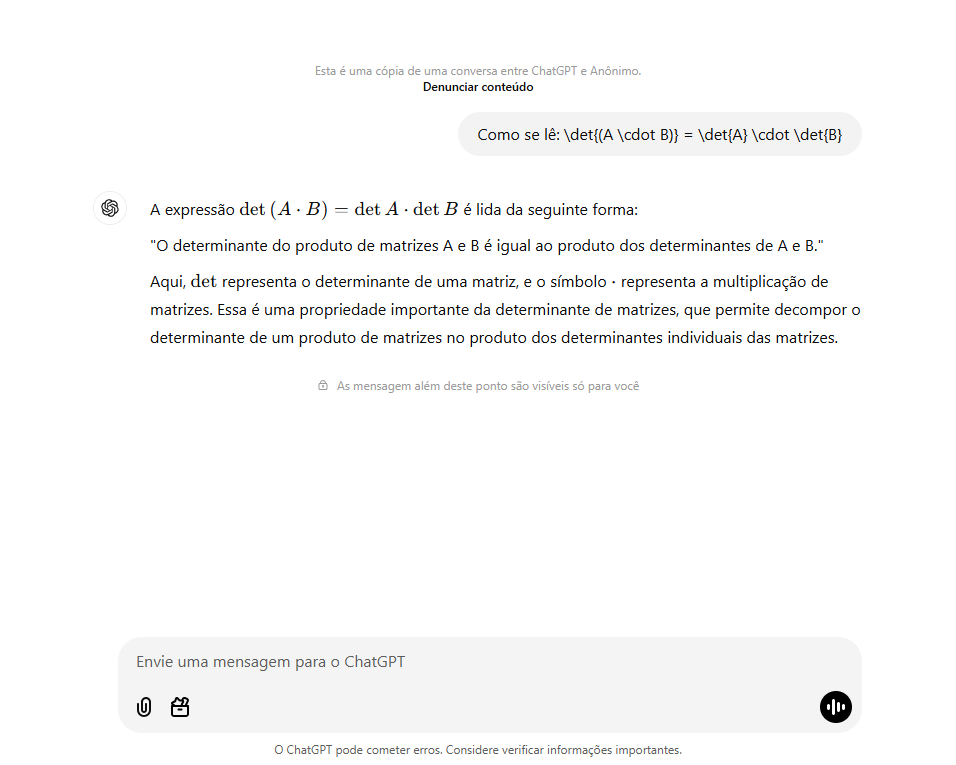 Esta é uma cópia de uma conversa entre ChatGPT e Anônimo.
Denunciar conteúdo
Como se lê: \det{(A \cdot B)} = \det{A} \cdot \det{B}
A expressão det (A · B) = det A · det B é lida da seguinte forma:
"O determinante do produto de matrizes A e B é igual ao produto dos determinantes de A e B."
Aqui, det representa o determinante de uma matriz, e o símbolo · representa a multiplicação de
matrizes. Essa é uma propriedade importante da determinante de matrizes, que permite decompor o
determinante de um produto de matrizes no produto dos determinantes individuais das matrizes.
As mensagem além deste ponto são visíveis só para você
Envie uma mensagem para o ChatGPT
O ChatGPT pode cometer erros. Considere verificar informações importantes.